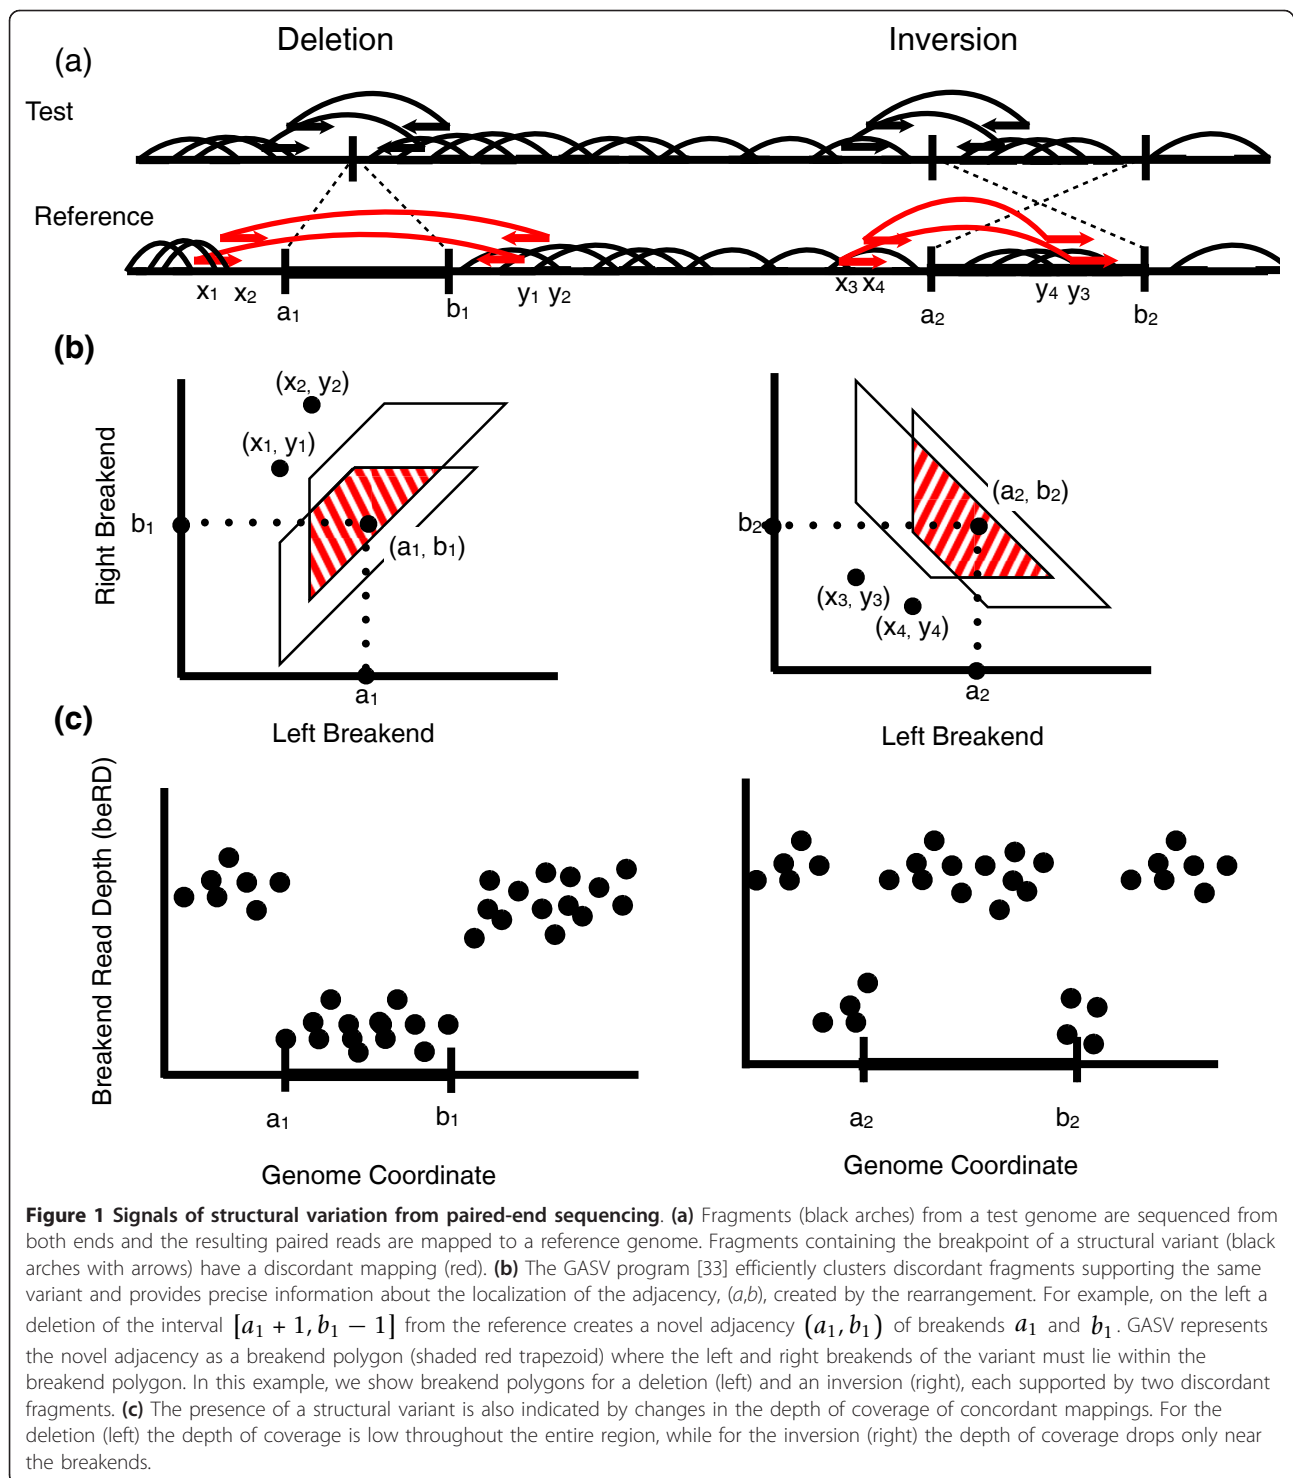 Deletion
Inversion
(a)
Test
Reference
x1 x2 a1 b1 y1 y2
x3 x4 a2 y4 y3 b2
(b)
Right Breakend
(x2, y2)
(x1, y1)
b1
(a1, b1)
a1
Left Breakend
(a2, b2)
b2
(x3, y3)
(x4, y4)
a2
Left Breakend
(c)
Breakend Read Depth (beRD)
a1 b1
Genome Coordinate
a2 b2
Genome Coordinate
Figure 1 Signals of structural variation from paired-end sequencing. (a) Fragments (black arches) from a test genome are sequenced from
both ends and the resulting paired reads are mapped to a reference genome. Fragments containing the breakpoint of a structural variant (black
arches with arrows) have a discordant mapping (red). (b) The GASV program [33] efficiently clusters discordant fragments supporting the same
variant and provides precise information about the localization of the adjacency, (a,b), created by the rearrangement. For example, on the left a
deletion of the interval [a1 + 1, b1 − 1] from the reference creates a novel adjacency (a1, b1) of breakends a1 and b1. GASV represents
the novel adjacency as a breakend polygon (shaded red trapezoid) where the left and right breakends of the variant must lie within the
breakend polygon. In this example, we show breakend polygons for a deletion (left) and an inversion (right), each supported by two discordant
fragments. (c) The presence of a structural variant is also indicated by changes in the depth of coverage of concordant mappings. For the
deletion (left) the depth of coverage is low throughout the entire region, while for the inversion (right) the depth of coverage drops only near
the breakends.